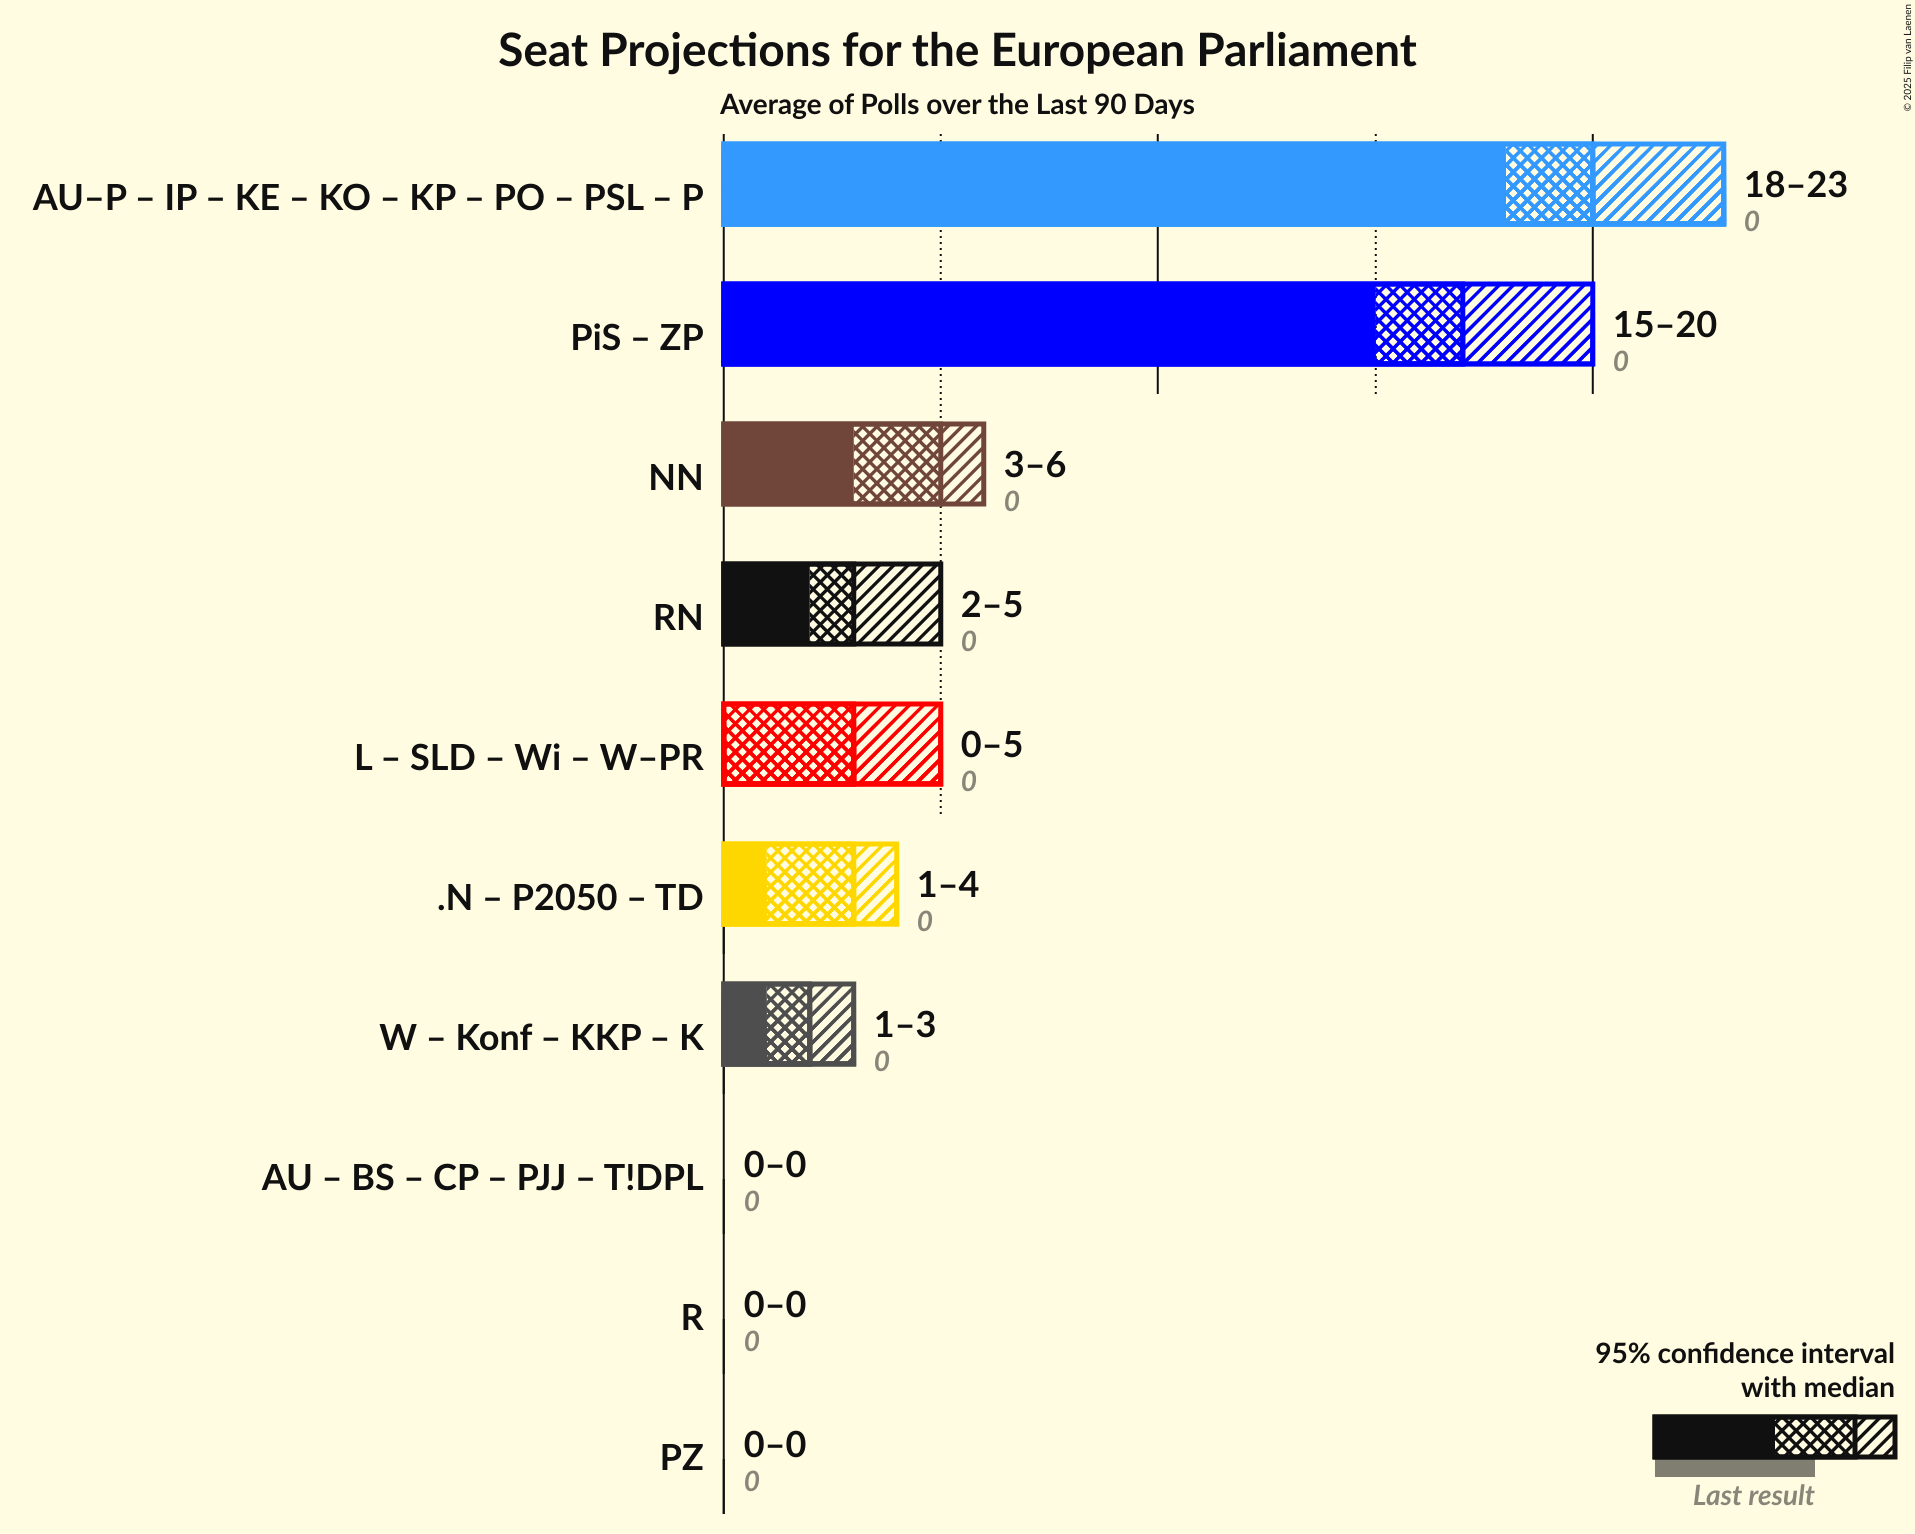 Seat Projections for the European Parliament
Average of Polls over the Last 90 Days
© 2025 Filip van Laenen
AU–P – IP – KE – KO – KP – PO – PSL – P
18–23
0
PiS – ZP
15–20
0
NN
3–6
0
RN
2–5
0
L – SLD – Wi – W–PR
0–5
0
.N – P2050 – TD
1–4
0
W – Konf – KKP – K
1–3
0
AU – BS – CP – PJJ – T!DPL
0–0
0
R
0–0
0
PZ
0–0
0
95% confidence interval
with median
Last result